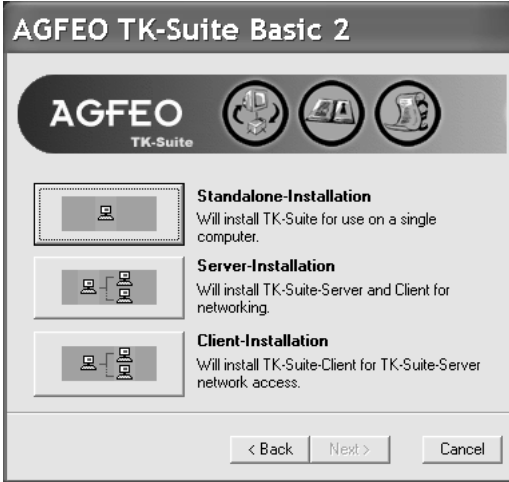 AGFEO TK-Suite Basic 2
AGFEO
TK-Suite
Standalone-Installation
Will install TK-Suite for use on a single
computer.
Server-Installation
Will install TK-Suite-Server and Client for
networking.
Client-Installation
Will install TK-Suite-Client for TK-Suite-Server
network access.
< Back Next > Cancel